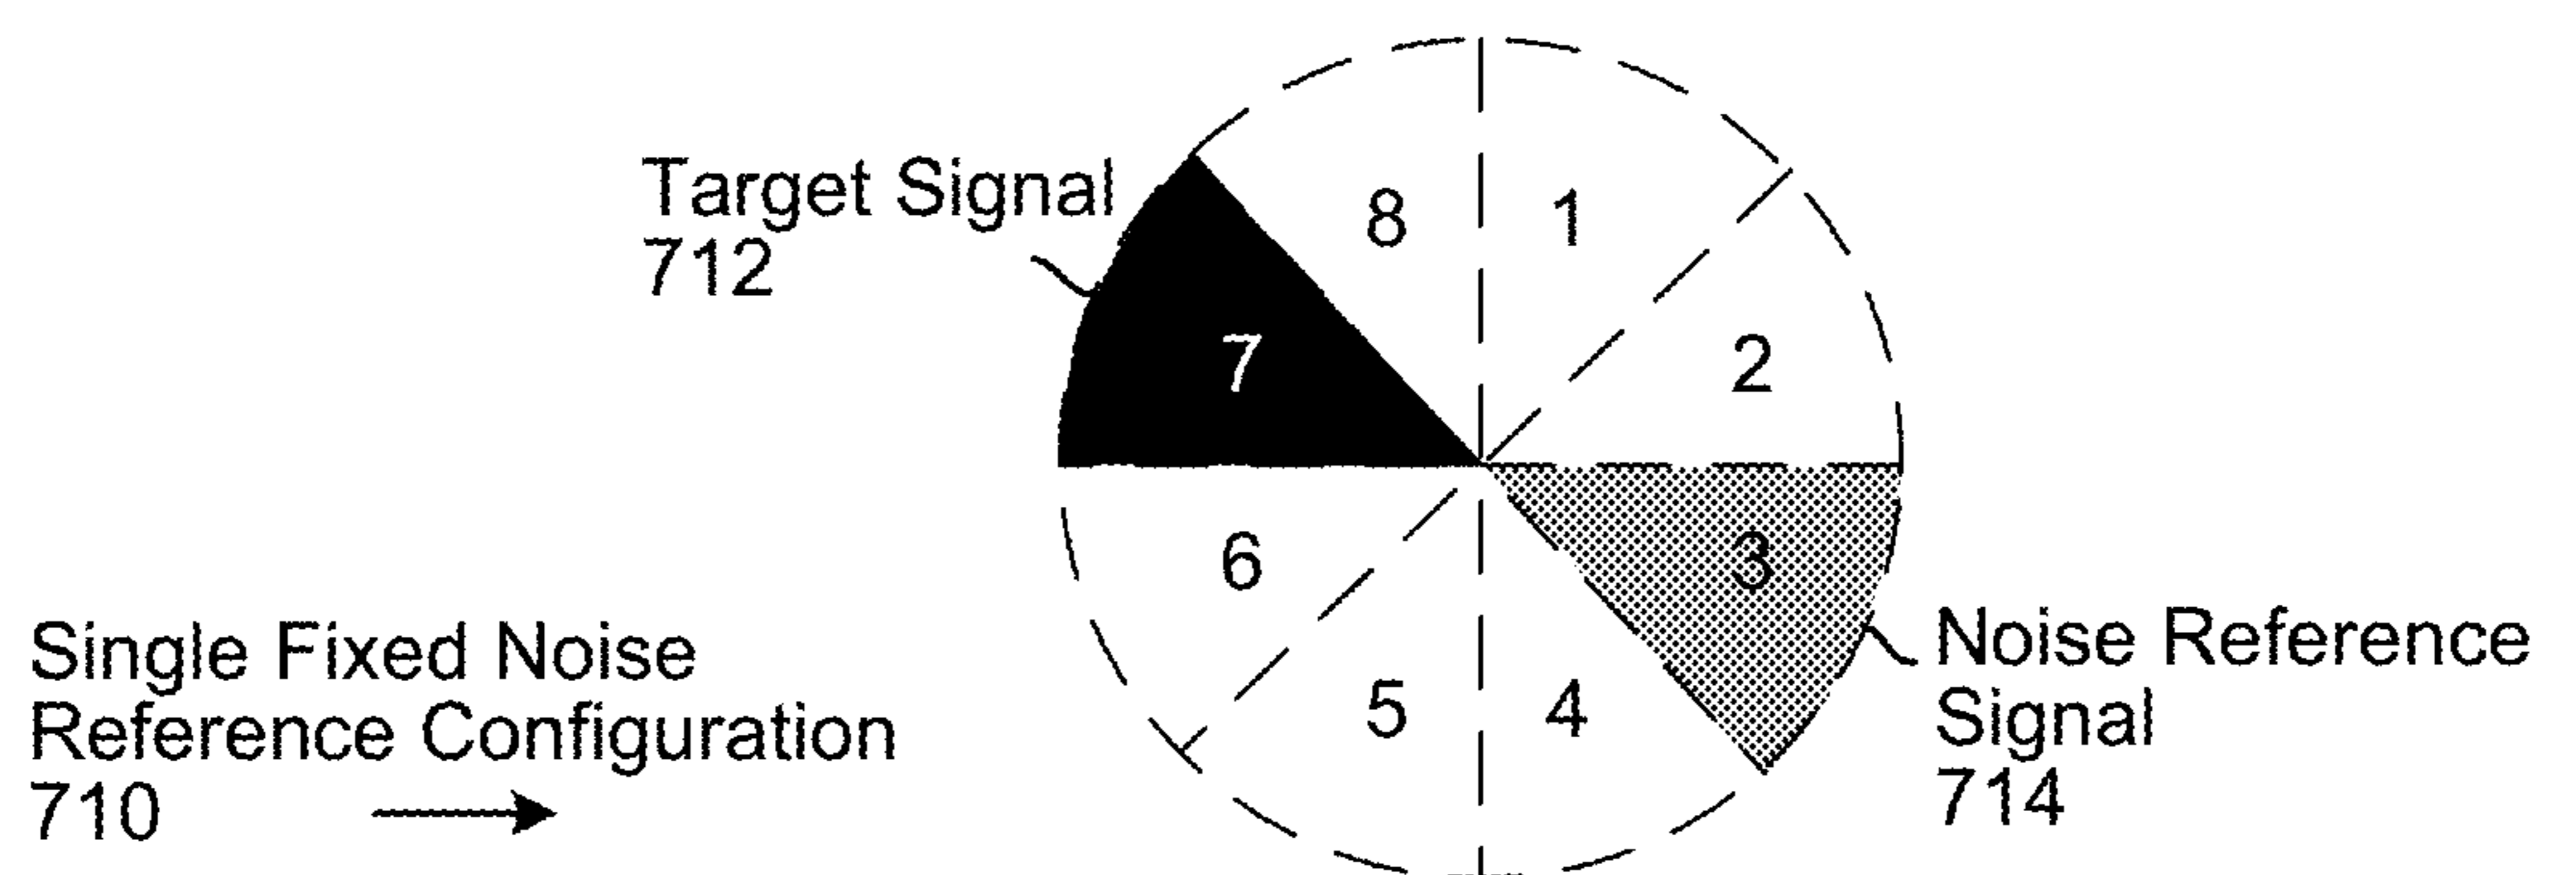 Target Signal
712
8
1
7
2
6
3
5
4
Single Fixed Noise
Reference Configuration
710
Noise Reference
Signal
714